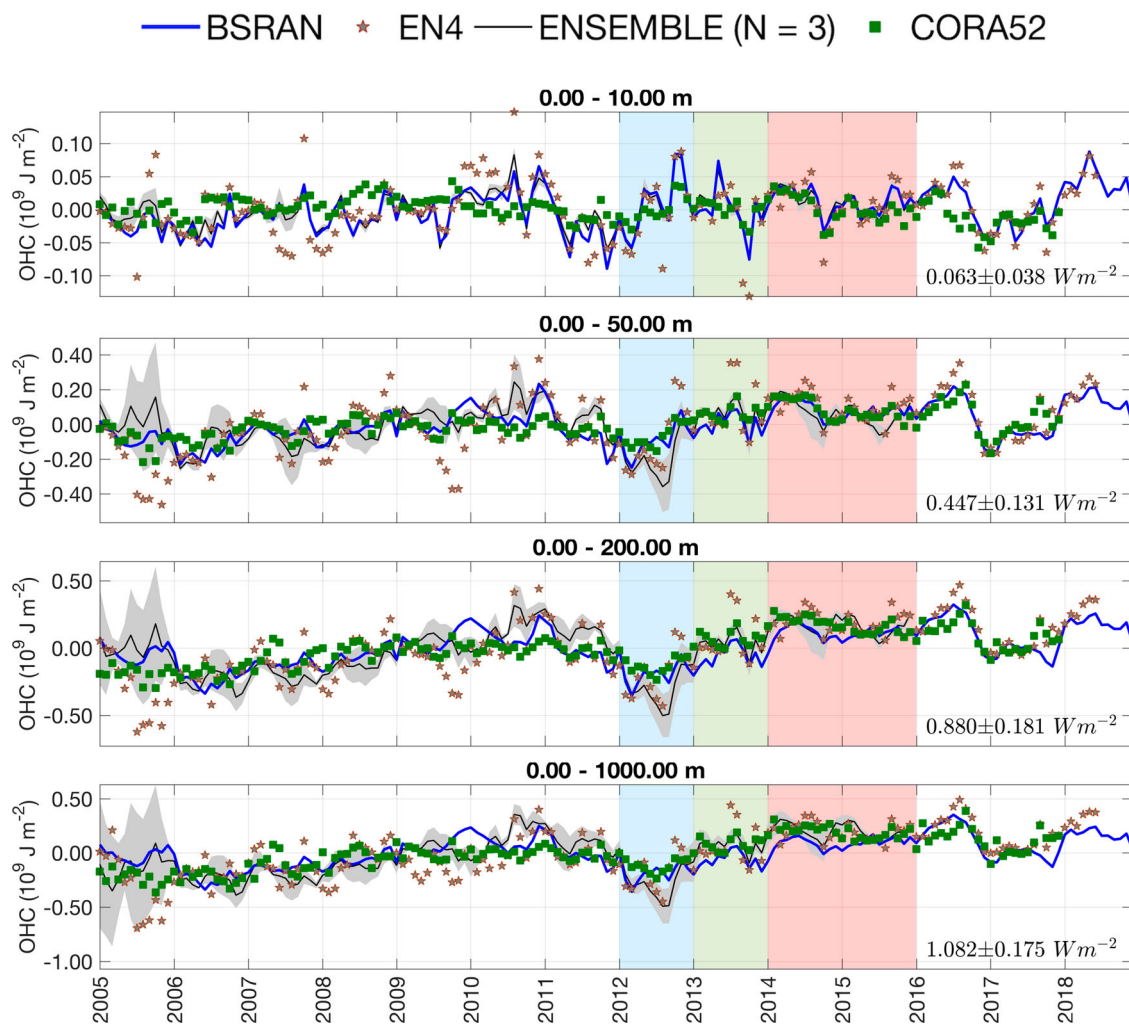 BSRAN EN4 ENSEMBLE (N = 3) CORA52
0.00 - 10.00 m
OHC (10⁹ J m⁻²)
0.10
0.05
0.00
-0.05
-0.10
0.063±0.038 Wm⁻²
0.00 - 50.00 m
OHC (10⁹ J m⁻²)
0.40
0.20
0.00
-0.20
-0.40
0.447±0.131 Wm⁻²
0.00 - 200.00 m
OHC (10⁹ J m⁻²)
0.50
0.00
-0.50
0.880±0.181 Wm⁻²
0.00 - 1000.00 m
OHC (10⁹ J m⁻²)
0.50
0.00
-0.50
-1.00
1.082±0.175 Wm⁻²
2005 2006 2007 2008 2009 2010 2011 2012 2013 2014 2015 2016 2017 2018